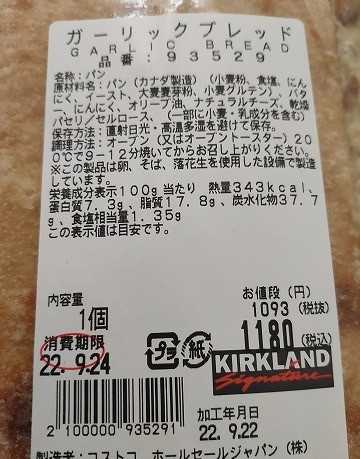 ガーリックブレッド
GARLIC BREAD
品番:93529
名称:パン
原材料名:パン(カナダ製造)(小麦粉、食塩、にん
にく、イースト、大麦麦芽粉、小麦グルテン)、バタ
ー、にんにく、オリーブ油、ナチュラルチーズ、乾燥
パセリ/セルロース、(一部に小麦・乳成分を含む)
保存方法:直射日光・高温多湿を避けて保存。
調理方法:オーブン(又はオーブントースター)20
0℃で9-12分焼いてからお召し上がりください。
※この製品は卵、そば、落花生を使用した設備で製造
しています。
栄養成分表示100g当たり 熱量343kcal、
蛋白質7.3g、脂質17.8g、炭水化物37.7
g、食塩相当量1.35g
この表示値は目安です。
内容量
1個
お値段(円)
1093(税抜)
1180(税込)
消費期限
22.9.24
プラ 紙
KIRKLAND
Signature
2100000935291
加工年月日
22.9.22
製造者:コストコ ホールセールジャパン(株)